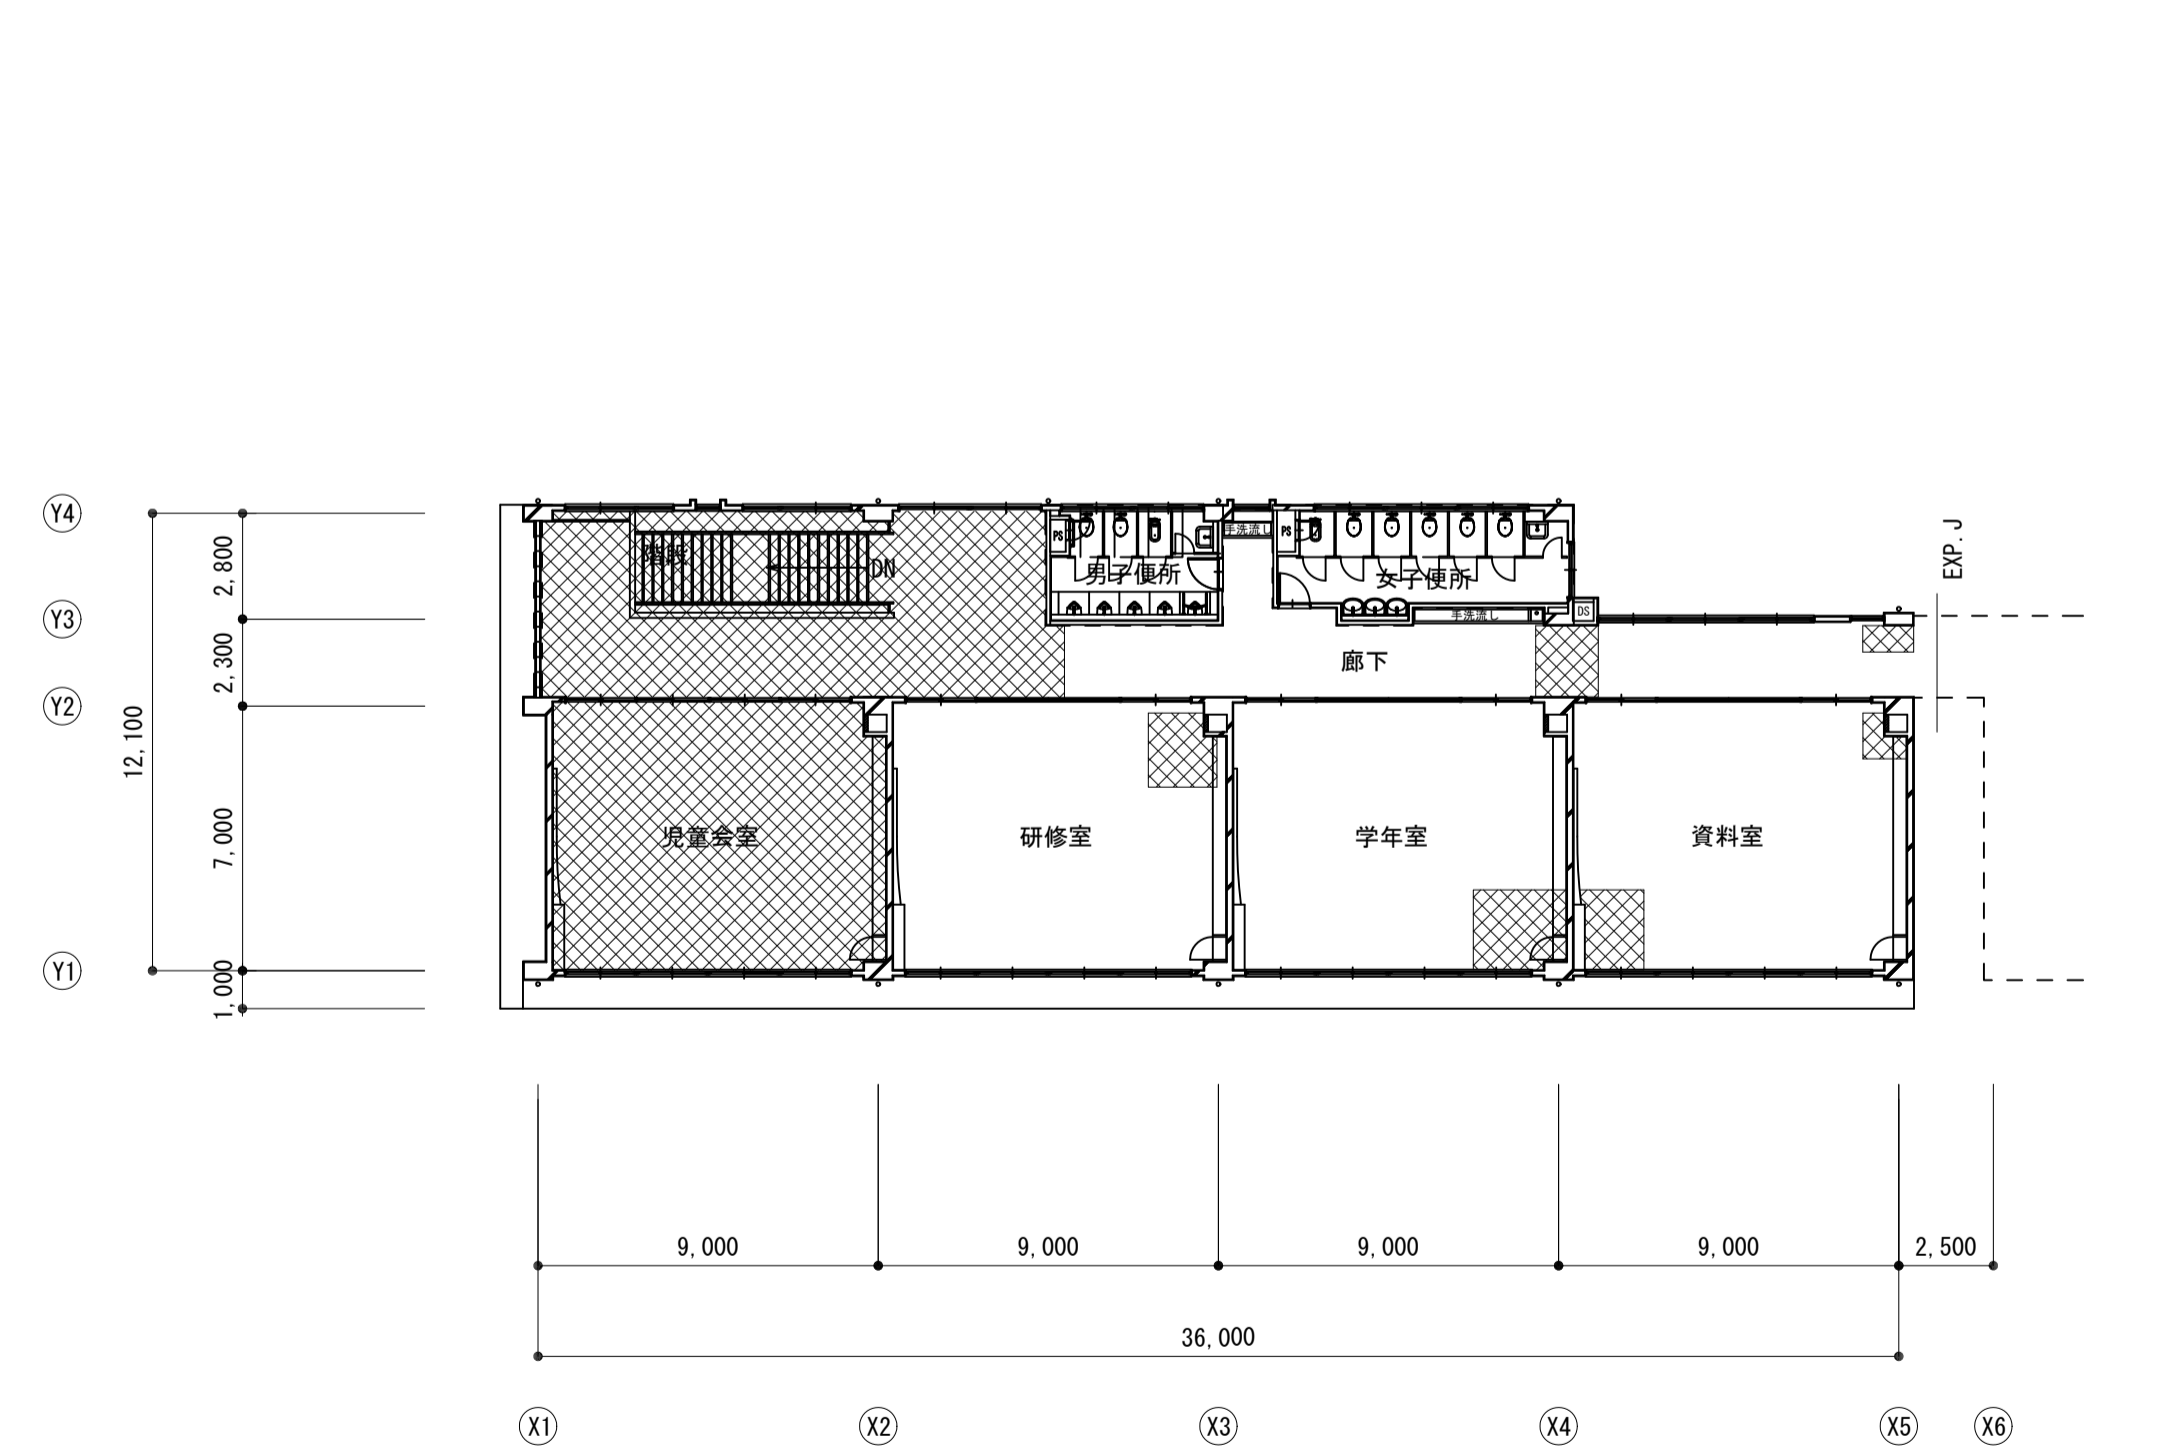 Y4
Y3
Y2
Y1
12,100
2,800
2,300
7,000
1,000
EXP.J
PS
手洗流し
PS
階段
DN
男子便所
女子便所
手洗流し
DS
廊下
児童会室
研修室
学年室
資料室
9,000
9,000
9,000
9,000
2,500
36,000
X1
X2
X3
X4
X5
X6